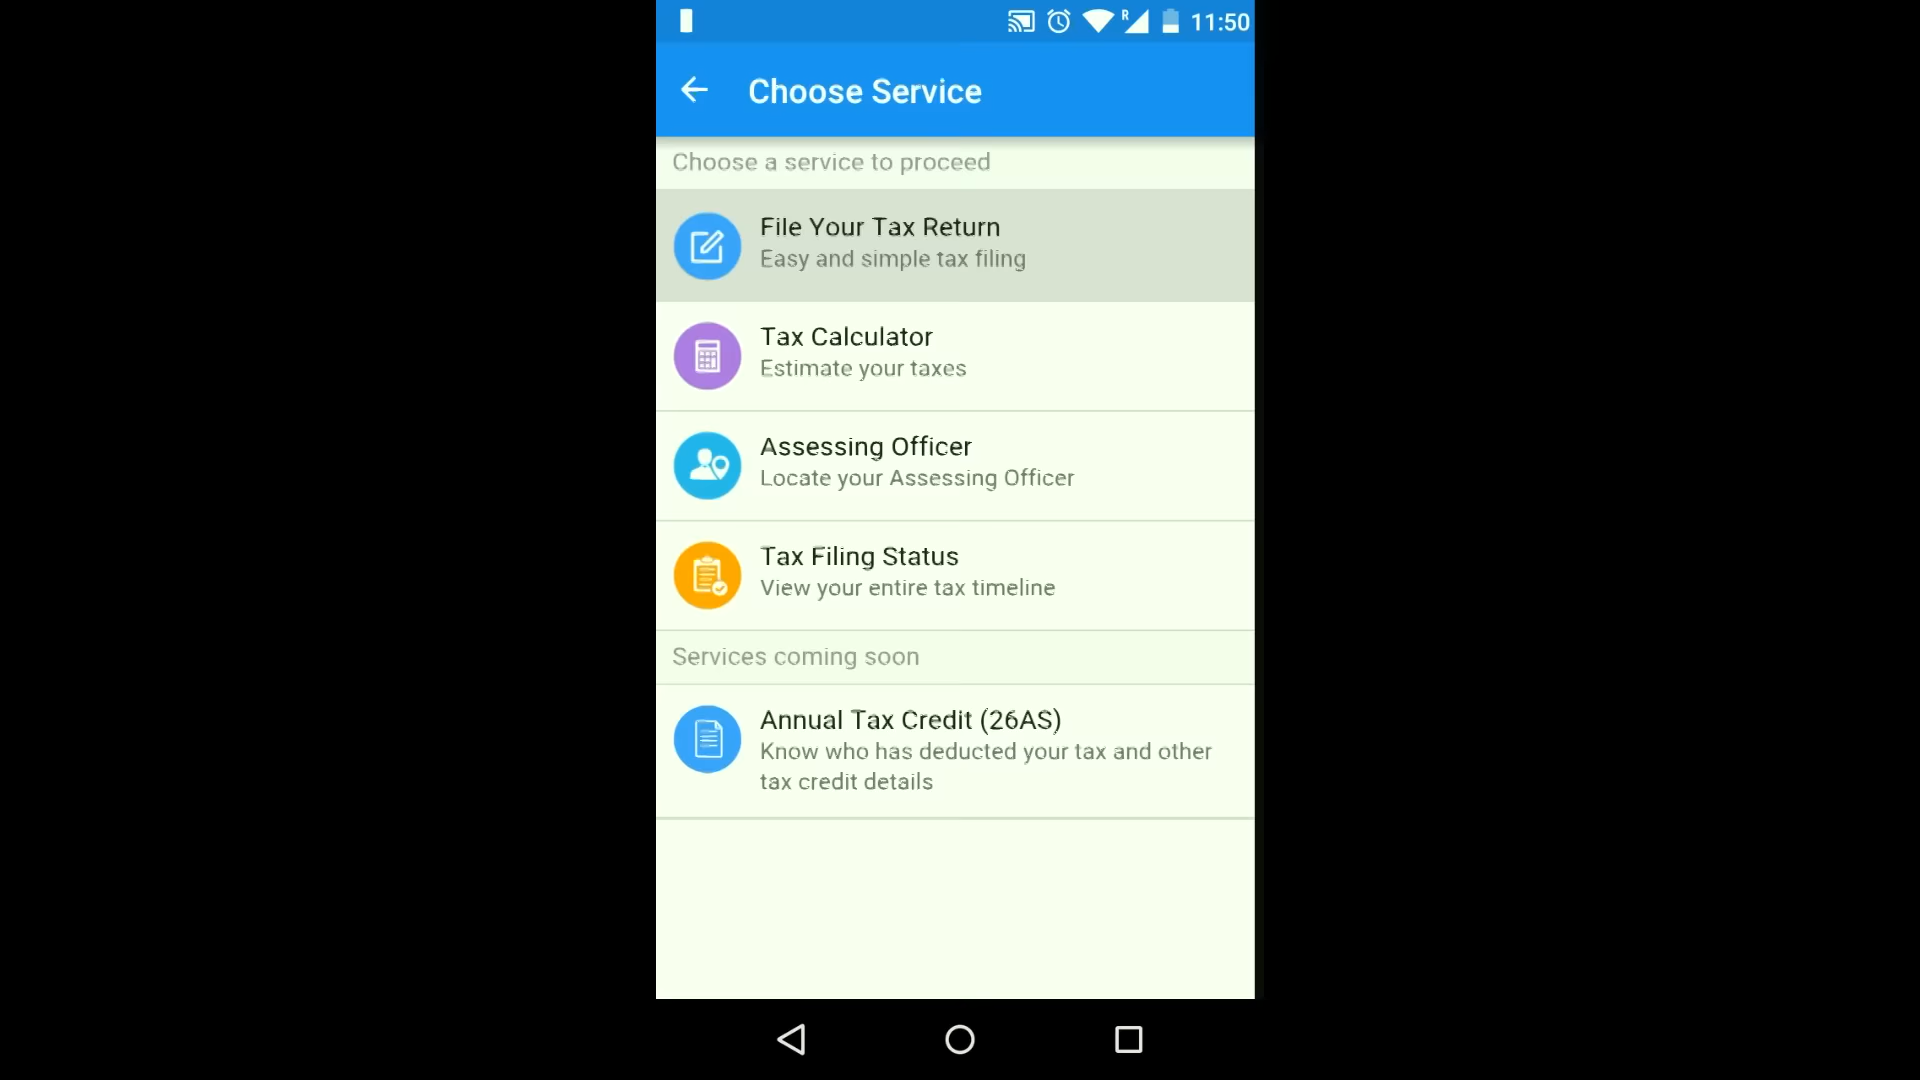 R 11:50
Choose Service
Choose a service to proceed
File Your Tax Return
Easy and simple tax filing
Tax Calculator
Estimate your taxes
Assessing Officer
Locate your Assessing Officer
Tax Filing Status
View your entire tax timeline
Services coming soon
Annual Tax Credit (26AS)
Know who has deducted your tax and other
tax credit details